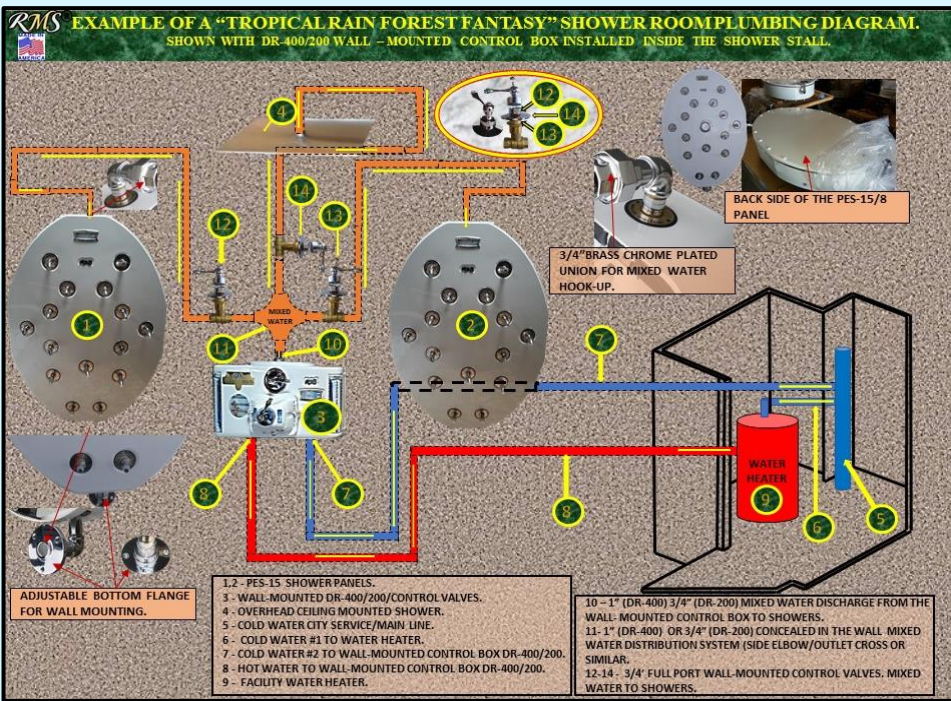 RMS
MADE IN
AMERICA
EXAMPLE OF A “TROPICAL RAIN FOREST FANTASY” SHOWER ROOM PLUMBING DIAGRAM.
SHOWN WITH DR-400/200 WALL – MOUNTED CONTROL BOX INSTALLED INSIDE THE SHOWER STALL.
4
12
14
13
14
12
13
BACK SIDE OF THE PES-15/8
PANEL
3/4”BRASS CHROME PLATED
UNION FOR MIXED WATER
HOOK-UP.
1
MIXED
WATER
2
11
10
7
3
WATER
HEATER
9
8
7
8
6
5
ADJUSTABLE BOTTOM FLANGE
FOR WALL MOUNTING.
1,2 - PES-15 SHOWER PANELS.
3 – WALL-MOUNTED DR-400/200/CONTROL VALVES.
4 – OVERHEAD CEILING MOUNTED SHOWER.
5 – COLD WATER CITY SERVICE/MAIN LINE.
6 - COLD WATER #1 TO WATER HEATER.
7 – COLD WATER #2 TO WALL-MOUNTED CONTROL BOX DR-400/200.
8 – HOT WATER TO WALL-MOUNTED CONTROL BOX DR-400/200.
9 – FACILITY WATER HEATER.
10 – 1” (DR-400) 3/4” (DR-200) MIXED WATER DISCHARGE FROM THE
WALL- MOUNTED CONTROL BOX TO SHOWERS.
11- 1” (DR-400) OR 3/4” (DR-200) CONCEALED IN THE WALL MIXED
WATER DISTRIBUTION SYSTEM (SIDE ELBOW/OUTLET CROSS OR
SIMILAR.
12-14 - 3/4’ FULL PORT WALL-MOUNTED CONTROL VALVES. MIXED
WATER TO SHOWERS.